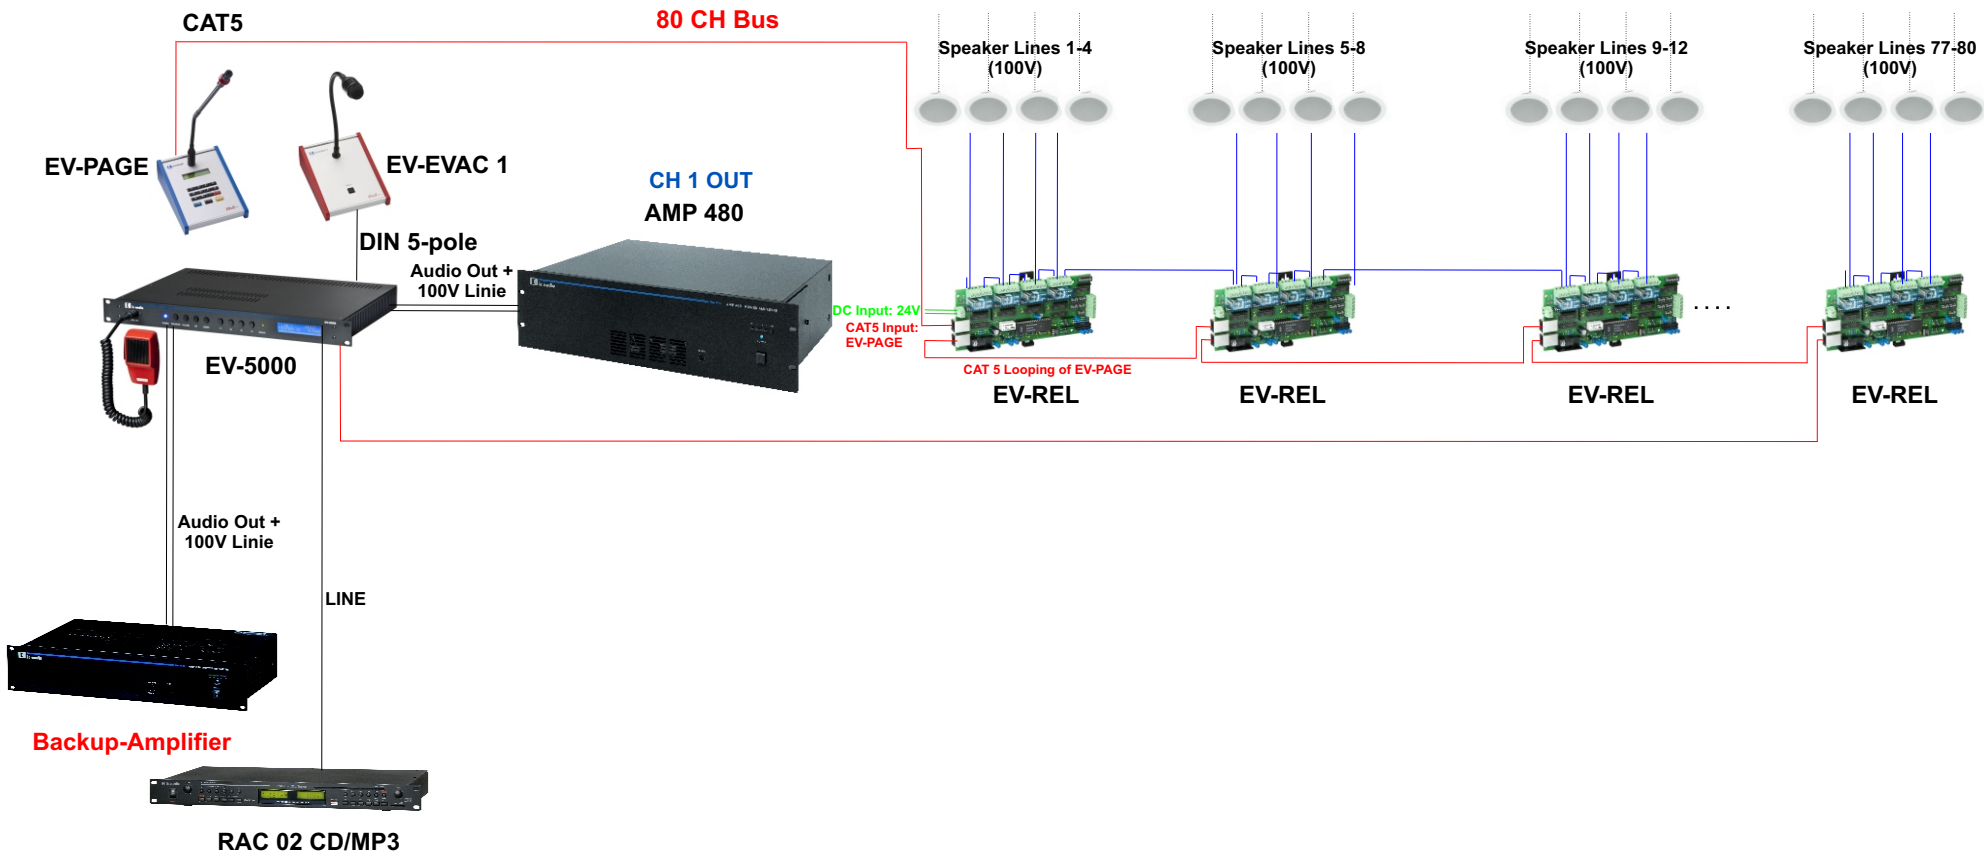 CAT5
80 CH Bus
Speaker Lines 1-4
(100V)
Speaker Lines 5-8
(100V)
Speaker Lines 9-12
(100V)
Speaker Lines 77-80
(100V)
EV-PAGE
EV-EVAC 1
CH 1 OUT
AMP 480
DIN 5-pole
Audio Out +
100V Linie
DC Input: 24V
CAT5 Input:
EV-PAGE
. . . .
EV-5000
CAT 5 Looping of EV-PAGE
EV-REL
EV-REL
EV-REL
EV-REL
Audio Out +
100V Linie
LINE
Backup-Amplifier
RAC 02 CD/MP3